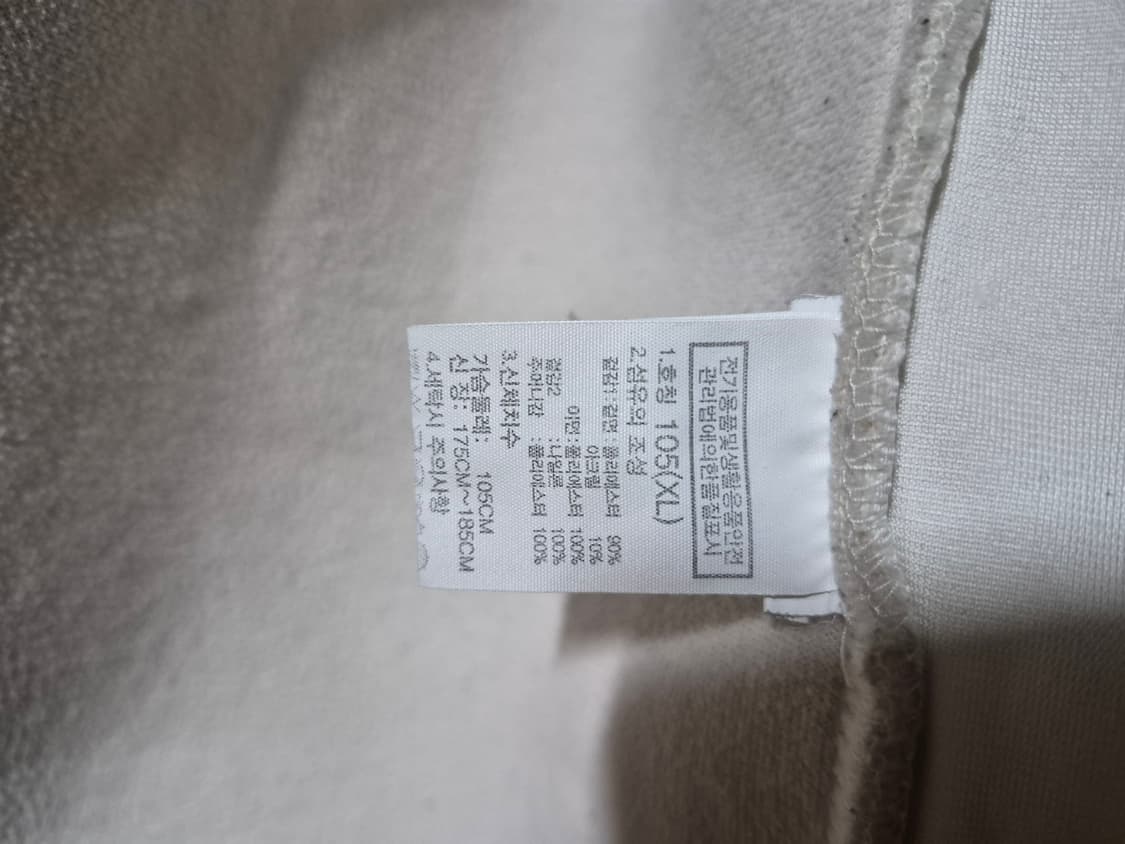 전기용품및생활용품안전
관리법에의한품질표시
1.호칭 105(XL)
2.섬유의 조성
겉감1: 겉면 : 폴리에스터 90%
아크릴 10%
이면: 폴리에스터 100%
겉감2 : 나일론 100%
주머니감 : 폴리에스터 100%
3.신체치수
가슴둘레: 105CM
신 장: 175CM~185CM
4.세탁시 주의사항